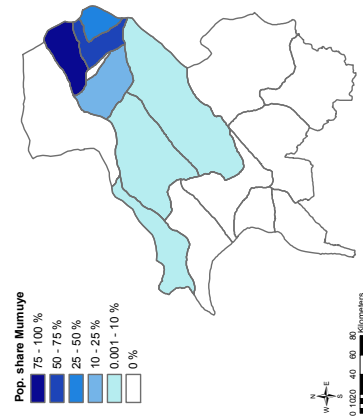 Pop. share Mumuye
75 - 100 %
50 - 75 %
25 - 50 %
10 - 25 %
0.001 - 10 %
0 %
N
W E
S
0 10 20 40 60 80
Kilometers